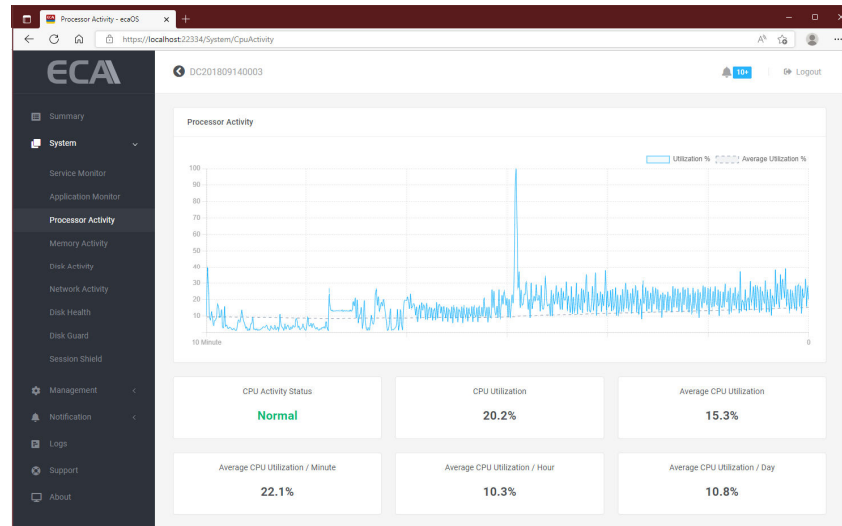 Processor Activity - ecaOS
https://localhost:22334/System/CpuActivity
ECA
DC201809140003
10+
Logout
Summary
System
Service Monitor
Application Monitor
Processor Activity
Memory Activity
Disk Activity
Network Activity
Disk Health
Disk Guard
Session Shield
Management
Notification
Logs
Support
About
Processor Activity
Utilization %
Average Utilization %
100
90
80
70
60
50
40
30
20
10
10 Minute
0
CPU Activity Status
Normal
CPU Utilization
20.2%
Average CPU Utilization
15.3%
Average CPU Utilization / Minute
22.1%
Average CPU Utilization / Hour
10.3%
Average CPU Utilization / Day
10.8%